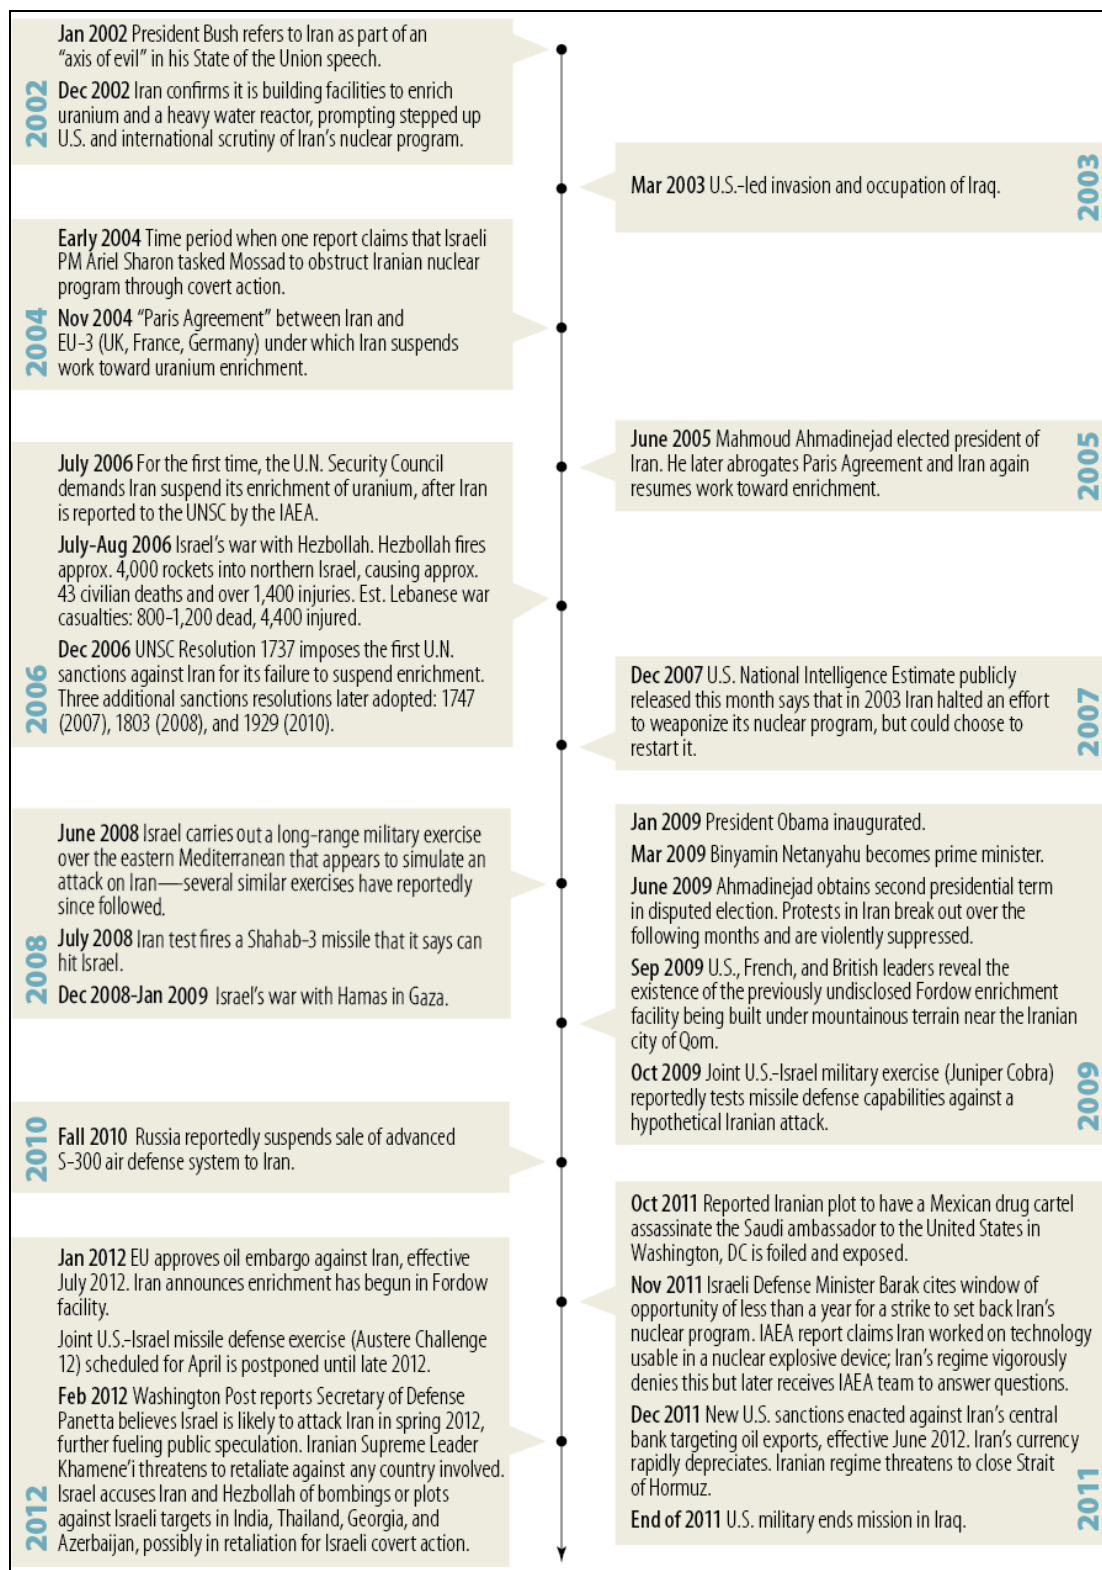 Jan 2002 President Bush refers to Iran as part of an
“axis of evil” in his State of the Union speech.
Dec 2002 Iran confirms it is building facilities to enrich
uranium and a heavy water reactor, prompting stepped up
U.S. and international scrutiny of Iran’s nuclear program.
2002
Mar 2003 U.S.-led invasion and occupation of Iraq.
2003
Early 2004 Time period when one report claims that Israeli
PM Ariel Sharon tasked Mossad to obstruct Iranian nuclear
program through covert action.
Nov 2004 “Paris Agreement” between Iran and
EU-3 (UK, France, Germany) under which Iran suspends
work toward uranium enrichment.
2004
June 2005 Mahmoud Ahmadinejad elected president of
Iran. He later abrogates Paris Agreement and Iran again
resumes work toward enrichment.
2005
July 2006 For the first time, the U.N. Security Council
demands Iran suspend its enrichment of uranium, after Iran
is reported to the UNSC by the IAEA.
July-Aug 2006 Israel’s war with Hezbollah. Hezbollah fires
approx. 4,000 rockets into northern Israel, causing approx.
43 civilian deaths and over 1,400 injuries. Est. Lebanese war
casualties: 800-1,200 dead, 4,400 injured.
Dec 2006 UNSC Resolution 1737 imposes the first U.N.
sanctions against Iran for its failure to suspend enrichment.
Three additional sanctions resolutions later adopted: 1747
(2007), 1803 (2008), and 1929 (2010).
2006
Dec 2007 U.S. National Intelligence Estimate publicly
released this month says that in 2003 Iran halted an effort
to weaponize its nuclear program, but could choose to
restart it.
2007
June 2008 Israel carries out a long-range military exercise
over the eastern Mediterranean that appears to simulate an
attack on Iran—several similar exercises have reportedly
since followed.
July 2008 Iran test fires a Shahab-3 missile that it says can
hit Israel.
Dec 2008-Jan 2009 Israel’s war with Hamas in Gaza.
2008
Jan 2009 President Obama inaugurated.
Mar 2009 Binyamin Netanyahu becomes prime minister.
June 2009 Ahmadinejad obtains second presidential term
in disputed election. Protests in Iran break out over the
following months and are violently suppressed.
Sep 2009 U.S., French, and British leaders reveal the
existence of the previously undisclosed Fordow enrichment
facility being built under mountainous terrain near the Iranian
city of Qom.
Oct 2009 Joint U.S.-Israel military exercise (Juniper Cobra)
reportedly tests missile defense capabilities against a
hypothetical Iranian attack.
2009
Fall 2010 Russia reportedly suspends sale of advanced
S-300 air defense system to Iran.
2010
Oct 2011 Reported Iranian plot to have a Mexican drug cartel
assassinate the Saudi ambassador to the United States in
Washington, DC is foiled and exposed.
Nov 2011 Israeli Defense Minister Barak cites window of
opportunity of less than a year for a strike to set back Iran’s
nuclear program. IAEA report claims Iran worked on technology
usable in a nuclear explosive device; Iran’s regime vigorously
denies this but later receives IAEA team to answer questions.
Dec 2011 New U.S. sanctions enacted against Iran’s central
bank targeting oil exports, effective June 2012. Iran’s currency
rapidly depreciates. Iranian regime threatens to close Strait
of Hormuz.
End of 2011 U.S. military ends mission in Iraq.
2011
Jan 2012 EU approves oil embargo against Iran, effective
July 2012. Iran announces enrichment has begun in Fordow
facility.
Joint U.S.-Israel missile defense exercise (Austere Challenge
12) scheduled for April is postponed until late 2012.
Feb 2012 Washington Post reports Secretary of Defense
Panetta believes Israel is likely to attack Iran in spring 2012,
further fueling public speculation. Iranian Supreme Leader
Khamene’i threatens to retaliate against any country involved.
Israel accuses Iran and Hezbollah of bombings or plots
against Israeli targets in India, Thailand, Georgia, and
Azerbaijan, possibly in retaliation for Israeli covert action.
2012